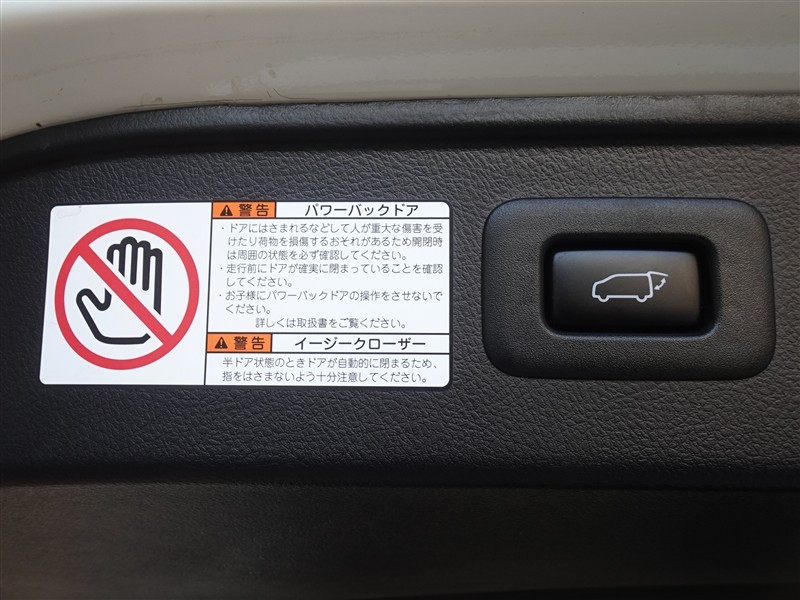 警告 パワーバックドア
・ドアにはさまれるなどして人が重大な傷害を受
けたり荷物を損傷するおそれがあるため開閉時
は周囲の状態を必ず確認してください。
・走行前にドアが確実に閉まっていることを確認
してください。
・お子様にパワーバックドアの操作をさせないで
ください。
詳しくは取扱書をご覧ください。
警告 イージークローザー
半ドア状態のときドアが自動的に閉まるため、
指をはさまないよう十分注意してください。